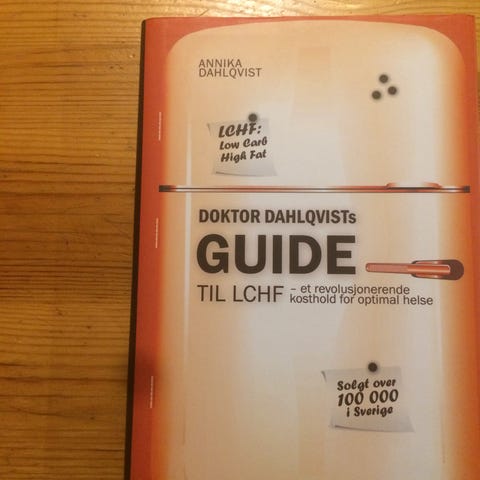 ANNIKA
DAHLQVIST
LCHF:
Low Carb
High Fat
DOKTOR DAHLQVISTs
GUIDE
TIL LCHF – et revolusjonerende
kosthold for optimal helse
Solgt over
100 000
i Sverige